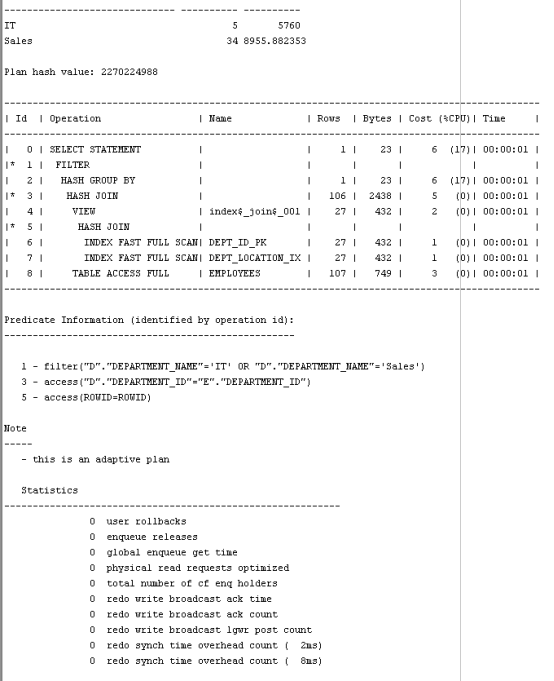 ------------------------------ ---------- ----------
IT                                      5       5760
Sales                                  34 8955.882353
Plan hash value: 2270224988
--------------------------------------------------------------------------------
| Id  | Operation                | Name              | Rows  | Bytes | Cost (%CPU)| Time     |
--------------------------------------------------------------------------------
|   0 | SELECT STATEMENT         |                   |     1 |    23 |     6  (17)| 00:00:01 |
|*  1 |  FILTER                  |                   |       |       |            |          |
|   2 |   HASH GROUP BY          |                   |     1 |    23 |     6  (17)| 00:00:01 |
|*  3 |    HASH JOIN             |                   |   106 |  2438 |     5   (0)| 00:00:01 |
|   4 |     VIEW                 | index$_join$_001  |    27 |   432 |     2   (0)| 00:00:01 |
|*  5 |      HASH JOIN           |                   |       |       |            |          |
|   6 |       INDEX FAST FULL SCAN| DEPT_ID_PK       |    27 |   432 |     1   (0)| 00:00:01 |
|   7 |       INDEX FAST FULL SCAN| DEPT_LOCATION_IX |    27 |   432 |     1   (0)| 00:00:01 |
|   8 |     TABLE ACCESS FULL    | EMPLOYEES         |   107 |   749 |     3   (0)| 00:00:01 |
--------------------------------------------------------------------------------
Predicate Information (identified by operation id):
---------------------------------------------------
1 - filter("D"."DEPARTMENT_NAME"='IT' OR "D"."DEPARTMENT_NAME"='Sales')
3 - access("D"."DEPARTMENT_ID"="E"."DEPARTMENT_ID")
5 - access(ROWID=ROWID)
Note
-----
- this is an adaptive plan
Statistics
-----------------------------------------------------------
0  user rollbacks
0  enqueue releases
0  global enqueue get time
0  physical read requests optimized
0  total number of cf enq holders
0  redo write broadcast ack time
0  redo write broadcast ack count
0  redo write broadcast lgwr post count
0  redo synch time overhead count (  2ms)
0  redo synch time overhead count (  8ms)